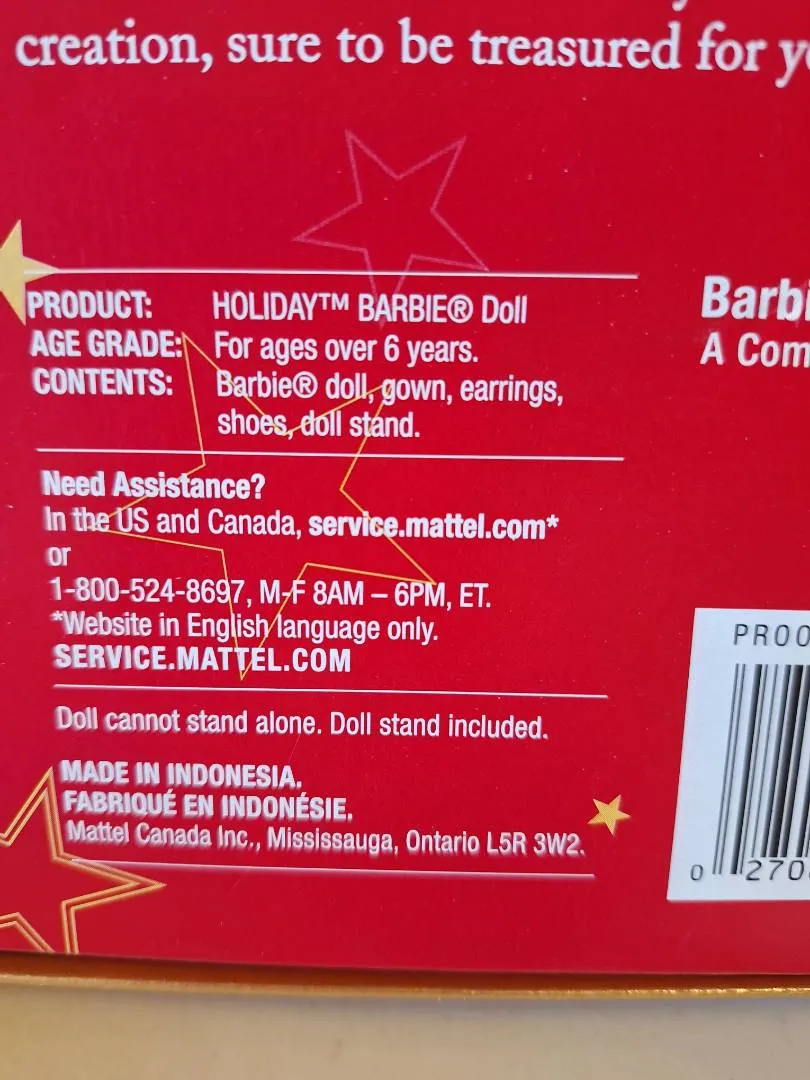 creation, sure to be treasured for
PRODUCT: HOLIDAY™ BARBIE® Doll
AGE GRADE: For ages over 6 years.
CONTENTS: Barbie® doll, gown, earrings,
shoes, doll stand.
Need Assistance?
In the US and Canada, service.mattel.com*
or
1-800-524-8697, M-F 8AM – 6PM, ET.
*Website in English language only.
SERVICE.MATTEL.COM
Doll cannot stand alone. Doll stand included.
MADE IN INDONESIA.
FABRIQUÉ EN INDONÉSIE.
Mattel Canada Inc., Mississauga, Ontario L5R 3W2.
Barbi
A Com
PROO
0 270